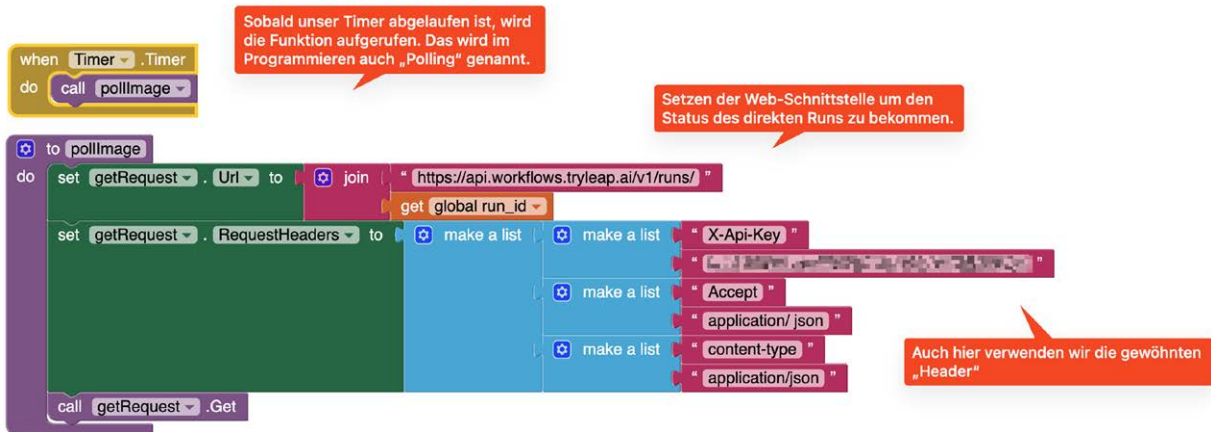 Sobald unser Timer abgelaufen ist, wird
die Funktion aufgerufen. Das wird im
Programmieren auch „Polling“ genannt.
when Timer .Timer
do call pollImage
Setzen der Web-Schnittstelle um den
Status des direkten Runs zu bekommen.
to pollImage
do set getRequest . Url to join " https://api.workflows.tryleap.ai/v1/runs/ "
get global run_id
set getRequest . RequestHeaders to make a list make a list " X-Api-Key "
" "
make a list " Accept "
" application/ json "
make a list " content-type "
" application/json "
Auch hier verwenden wir die gewöhnten
„Header“
call getRequest .Get